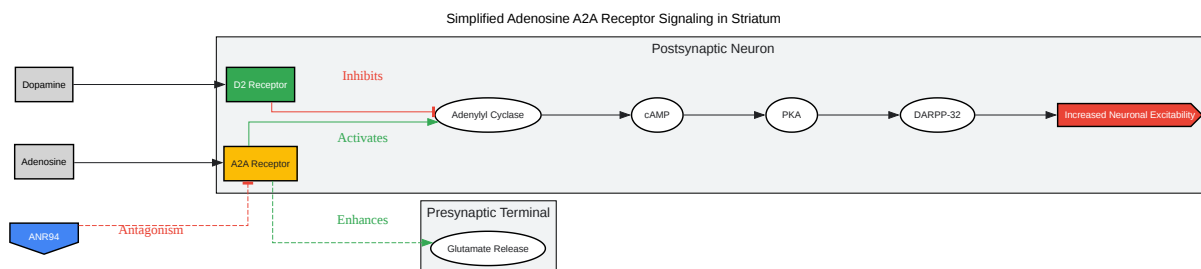 Simplified Adenosine A2A Receptor Signaling in Striatum
Postsynaptic Neuron
Dopamine
D2 Receptor
Inhibits
Adenylyl Cyclase
cAMP
PKA
DARPP-32
Increased Neuronal Excitability
Activates
Adenosine
A2A Receptor
ANR94
Antagonism
Enhances
Presynaptic Terminal
Glutamate Release